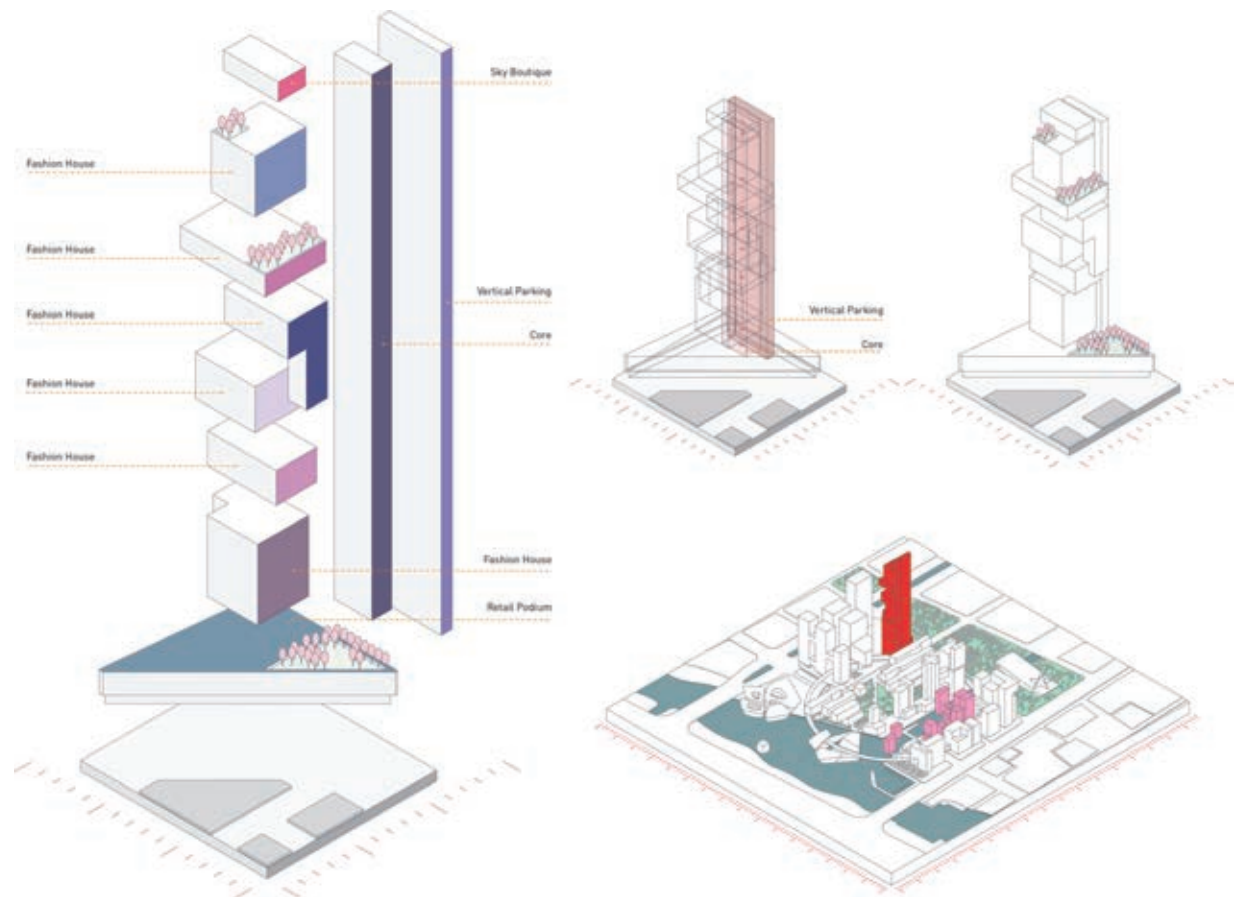 Sky Boutique
Fashion House
Fashion House
Fashion House
Fashion House
Fashion House
Vertical Parking
Core
Fashion House
Retail Podium
Vertical Parking
Core